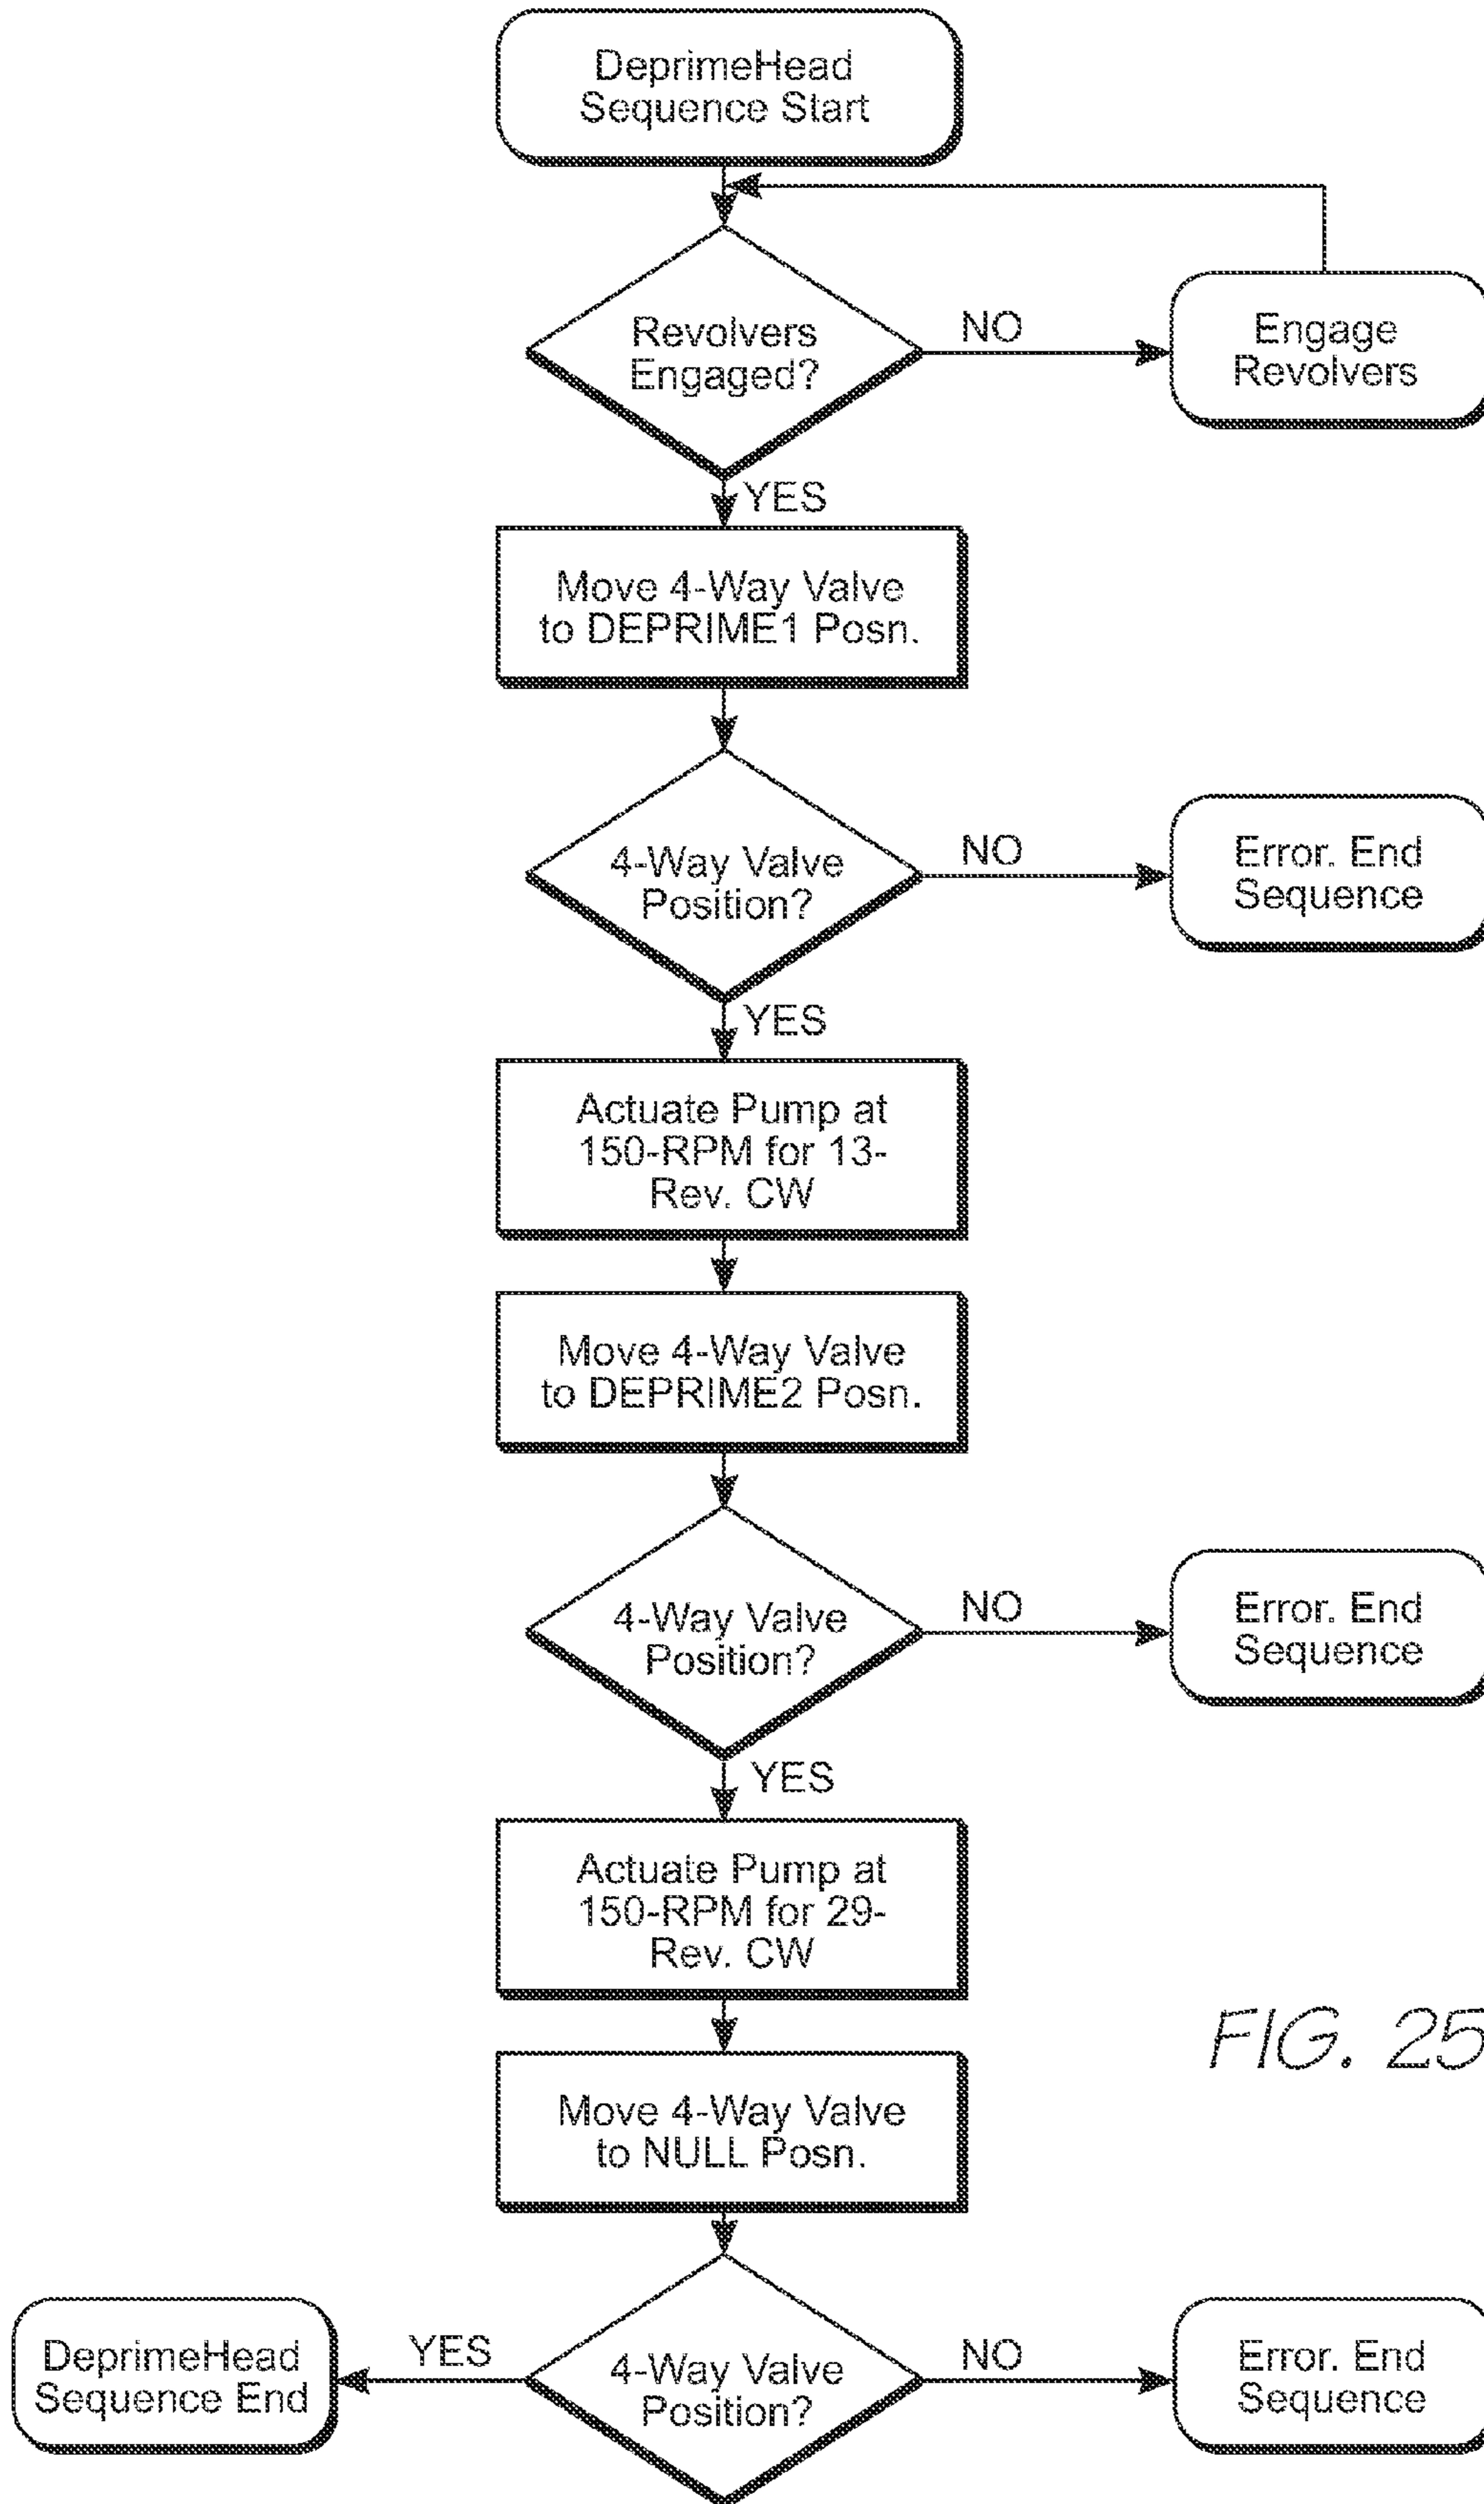 DeprimeHead
Sequence Start
Revolvers
Engaged?
NO
Engage
Revolvers
YES
Move 4-Way Valve
to DEPRIME1 Posn.
4-Way Valve
Position?
NO
Error. End
Sequence
YES
Actuate Pump at
150-RPM for 13-
Rev. CW
Move 4-Way Valve
to DEPRIME2 Posn.
4-Way Valve
Position?
NO
Error. End
Sequence
YES
Actuate Pump at
150-RPM for 29-
Rev. CW
FIG. 25
Move 4-Way Valve
to NULL Posn.
DeprimeHead
Sequence End
YES
4-Way Valve
Position?
NO
Error. End
Sequence